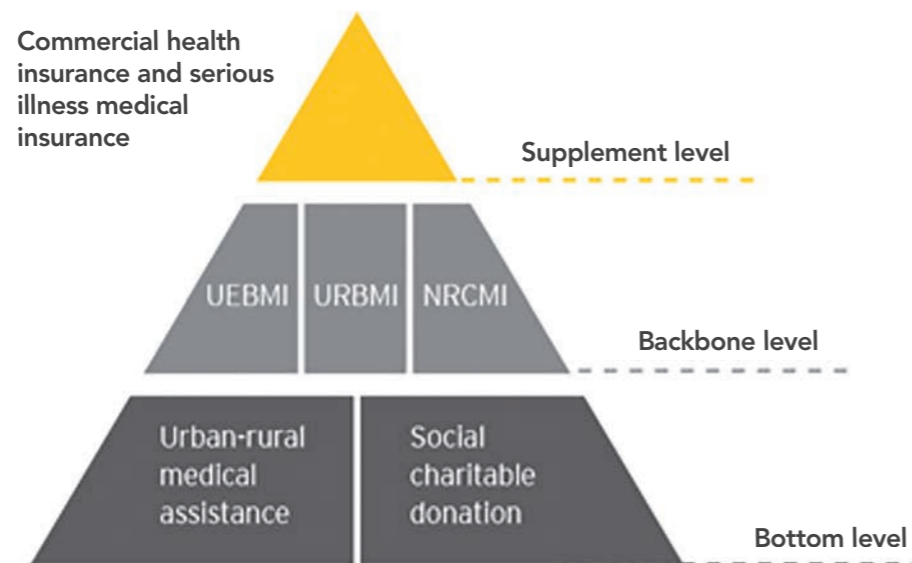 Commercial health
insurance and serious
illness medical
insurance
Supplement level
UEBMI
URBMI
NRCMI
Backbone level
Urban-rural
medical
assistance
Social
charitable
donation
Bottom level